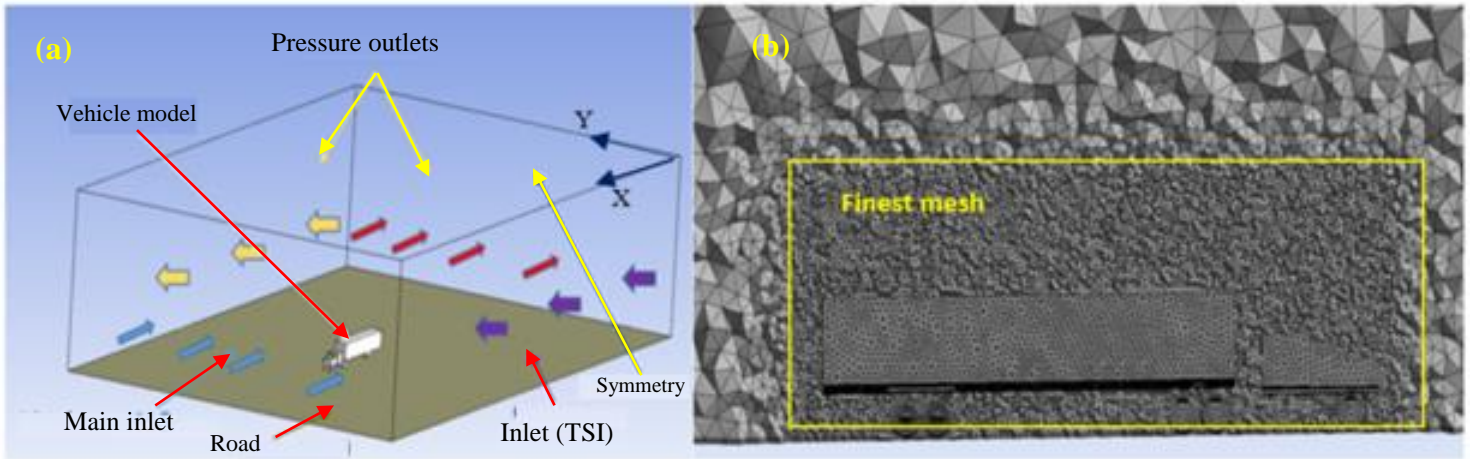 (a)
Pressure outlets
Vehicle model
Y
X
Symmetry
Main inlet
Road
Inlet (TSI)
(b)
Finest mesh